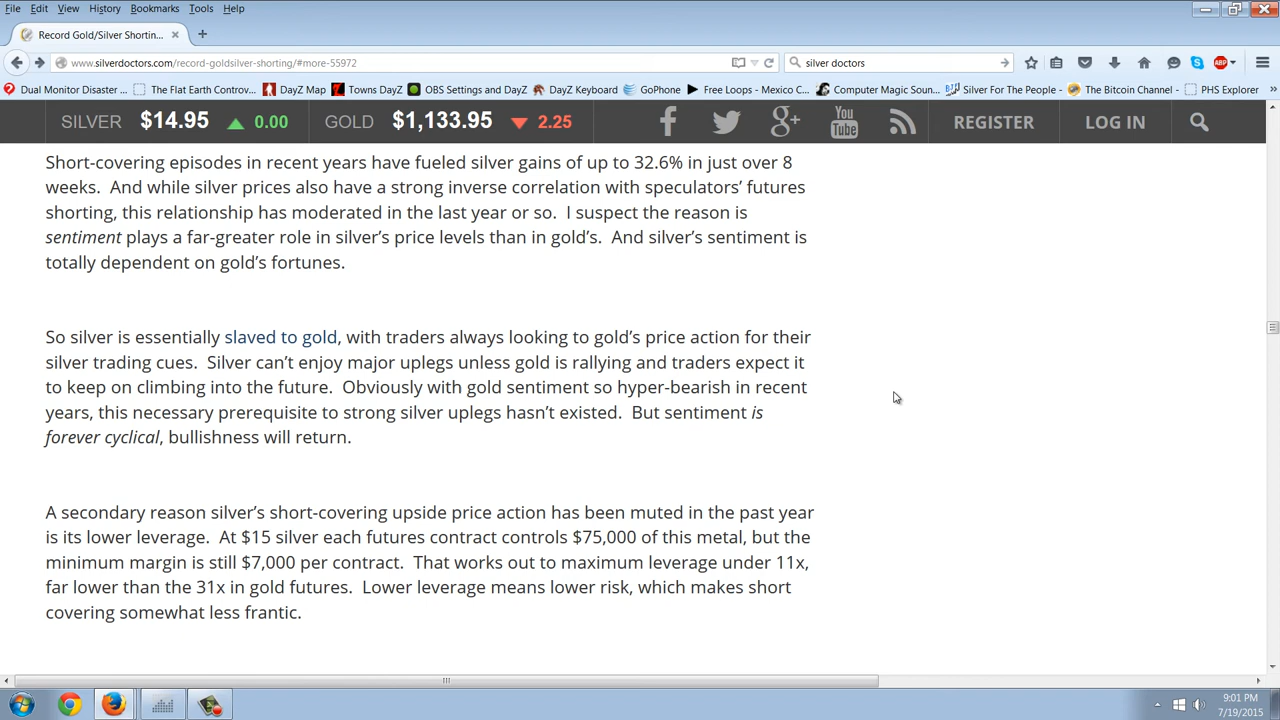 File Edit View History Bookmarks Tools Help
Record Gold/Silver Shortin...
www.silverdoctors.com/record-goldsilver-shorting/#more-55972
silver doctors
ABP
Dual Monitor Disaster ... The Flat Earth Controv... DayZ Map Towns DayZ OBS Settings and DayZ DayZ Keyboard GoPhone Free Loops - Mexico C... Computer Magic Soun... Silver For The People - The Bitcoin Channel - PHS Explorer
SILVER $14.95 0.00 GOLD $1,133.95 2.25 You Tube REGISTER LOG IN
Short-covering episodes in recent years have fueled silver gains of up to 32.6% in just over 8
weeks. And while silver prices also have a strong inverse correlation with speculators’ futures
shorting, this relationship has moderated in the last year or so. I suspect the reason is
sentiment plays a far-greater role in silver’s price levels than in gold’s. And silver’s sentiment is
totally dependent on gold’s fortunes.
So silver is essentially slaved to gold, with traders always looking to gold’s price action for their
silver trading cues. Silver can’t enjoy major uplegs unless gold is rallying and traders expect it
to keep on climbing into the future. Obviously with gold sentiment so hyper-bearish in recent
years, this necessary prerequisite to strong silver uplegs hasn’t existed. But sentiment is
forever cyclical, bullishness will return.
A secondary reason silver’s short-covering upside price action has been muted in the past year
is its lower leverage. At $15 silver each futures contract controls $75,000 of this metal, but the
minimum margin is still $7,000 per contract. That works out to maximum leverage under 11x,
far lower than the 31x in gold futures. Lower leverage means lower risk, which makes short
covering somewhat less frantic.
9:01 PM
7/19/2015